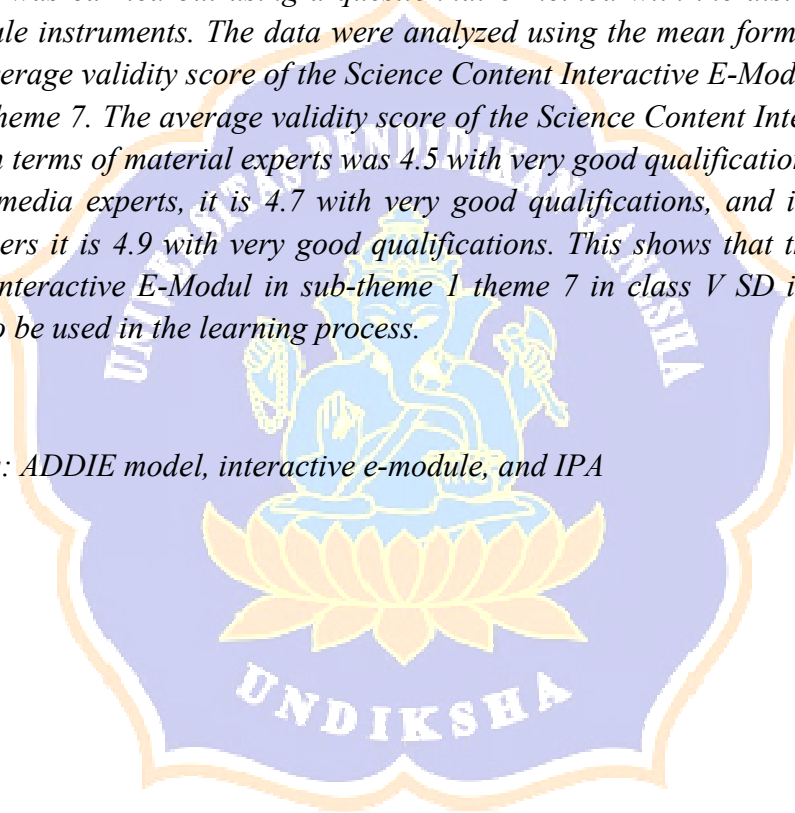 was carried out using a questionnaire method with the
ule instruments. The data were analyzed using the mean form
erage validity score of the Science Content Interactive E-Mod
heme 7. The average validity score of the Science Content Inte
n terms of material experts was 4.5 with very good qualification
media experts, it is 4.7 with very good qualifications, and i
ers it is 4.9 with very good qualifications. This shows that t
nteractive E-Modul in sub-theme 1 theme 7 in class V SD i
o be used in the learning process.
: ADDIE model, interactive e-module, and IPA
UNIVERSITAS PENDIDIKAN GANESHA
UNDIKSHA